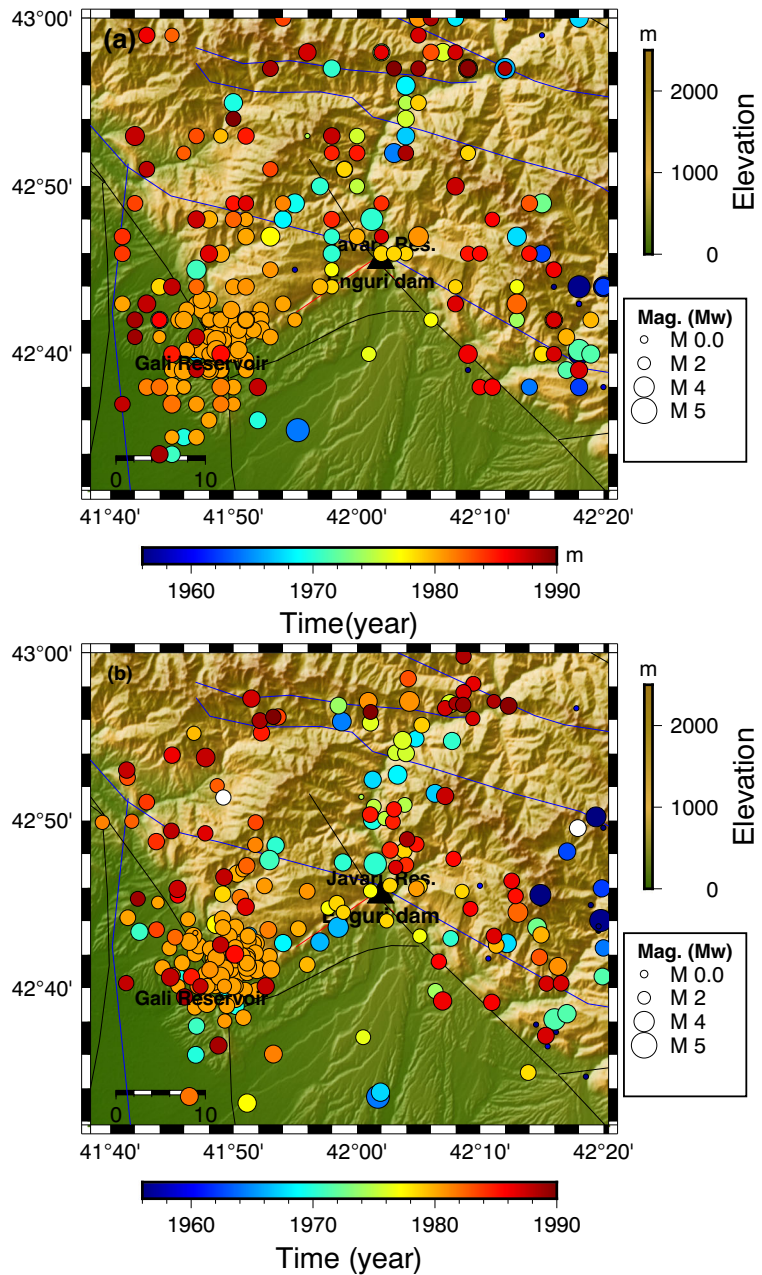 43°00'
(a)
m
2000
1000
0
Elevation
42°50'
Javari Res.
Enguri dam
Mag. (Mw)
M 0.0
M 2
M 4
M 5
42°40'
Gali Reservoir
0
10
41°40'
41°50'
42°00'
42°10'
42°20'
m
1960
1970
1980
1990
Time(year)
43°00'
(b)
m
2000
1000
0
Elevation
42°50'
Javari Res.
Enguri dam
Mag. (Mw)
M 0.0
M 2
M 4
M 5
42°40'
Gali Reservoir
0
10
41°40'
41°50'
42°00'
42°10'
42°20'
1960
1970
1980
1990
Time (year)